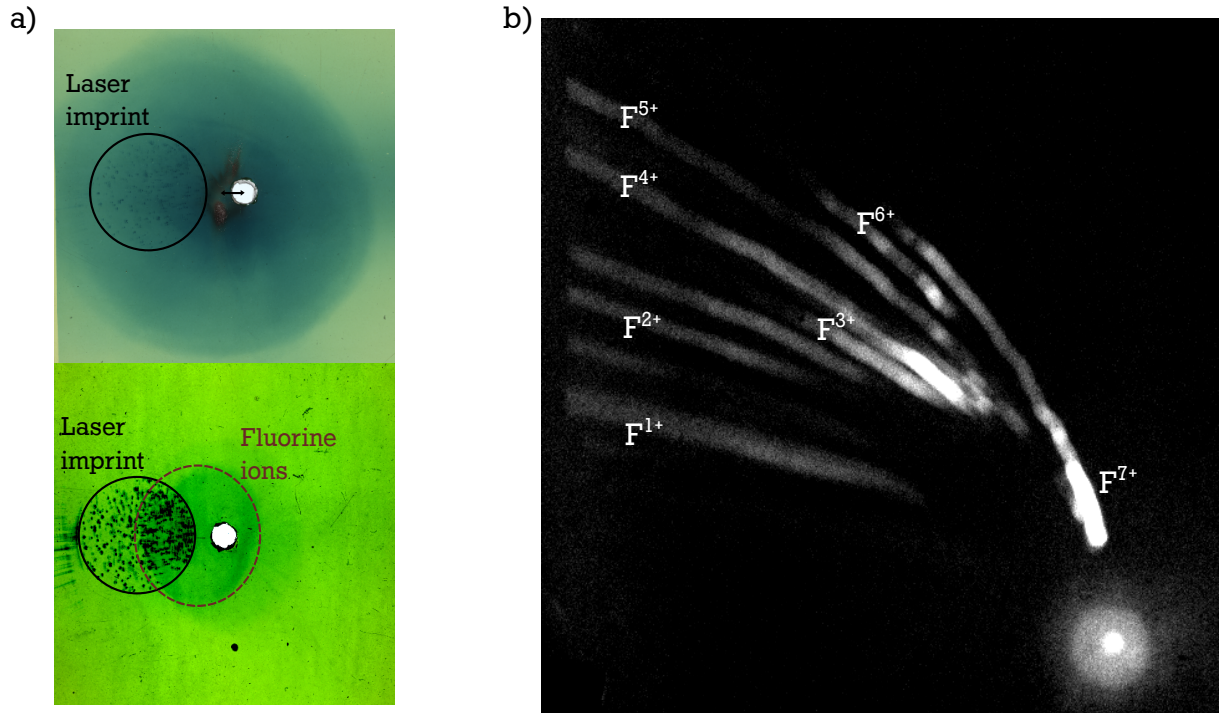 a)
Laser
imprint
Laser
imprint
Fluorine
ions
b)
F⁵⁺
F⁴⁺
F⁶⁺
F³⁺
F²⁺
F¹⁺
F⁷⁺